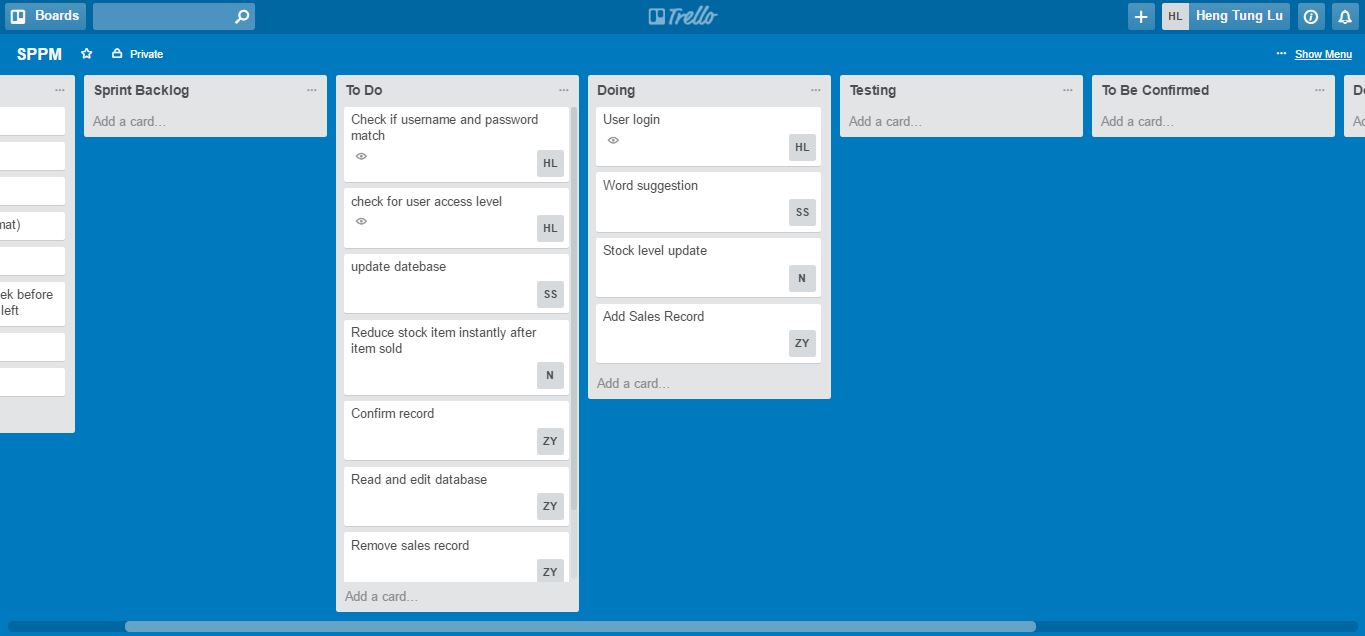 Boards
Trello
HL Heng Tung Lu
SPPM Private
... Show Menu
mat)
ek before
left
Sprint Backlog ...
Add a card...
To Do ...
Check if username and password
match
HL
check for user access level
HL
update datebase
SS
Reduce stock item instantly after
item sold
N
Confirm record
ZY
Read and edit database
ZY
Remove sales record
ZY
Add a card...
Doing ...
User login
HL
Word suggestion
SS
Stock level update
N
Add Sales Record
ZY
Add a card...
Testing ...
Add a card...
To Be Confirmed ...
Add a card...